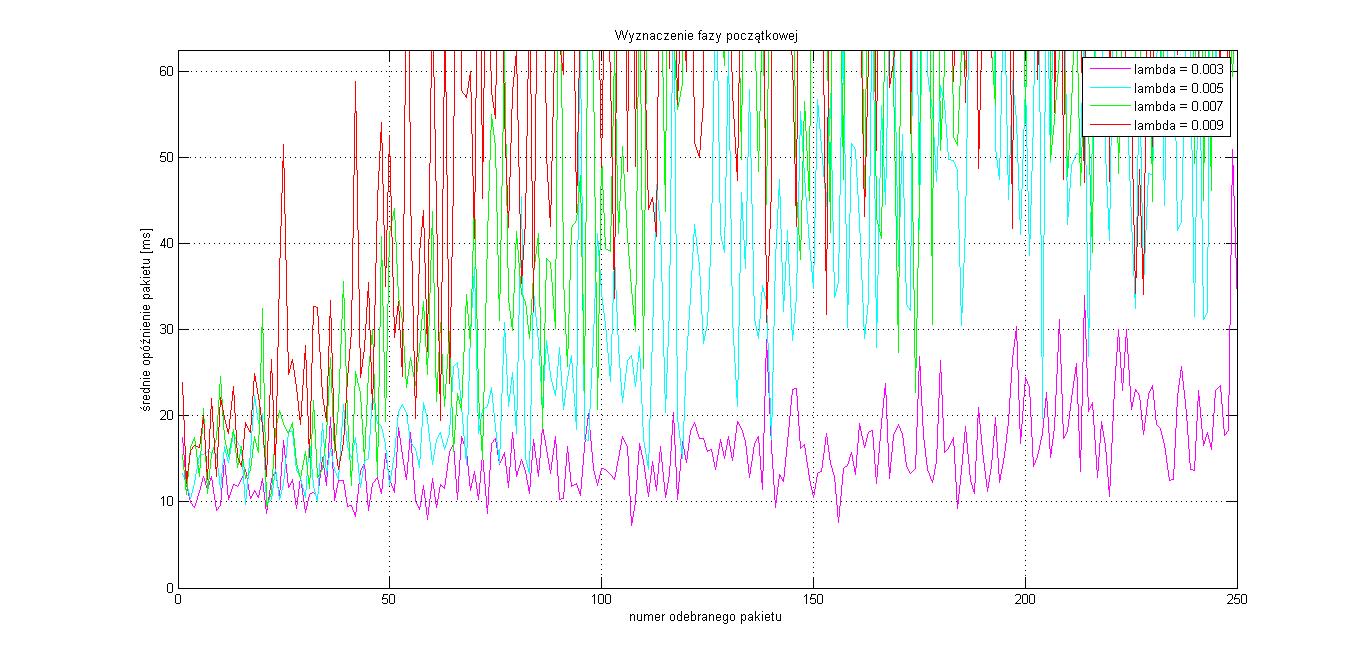 Wyznaczenie fazy początkowej
lambda = 0.003
lambda = 0.005
lambda = 0.007
lambda = 0.009
średnie opóźnienie pakietu [ms]
60
50
40
30
20
10
0
0 50 100 150 200 250
numer odebranego pakietu